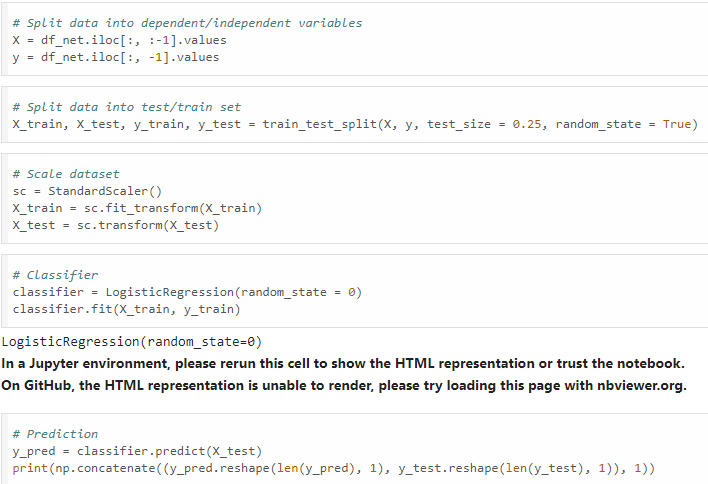 # Split data into dependent/independent variables
X = df_net.iloc[:, :-1].values
y = df_net.iloc[:, -1].values
# Split data into test/train set
X_train, X_test, y_train, y_test = train_test_split(X, y, test_size = 0.25, random_state = True)
# Scale dataset
sc = StandardScaler()
X_train = sc.fit_transform(X_train)
X_test = sc.transform(X_test)
# Classifier
classifier = LogisticRegression(random_state = 0)
classifier.fit(X_train, y_train)
LogisticRegression(random_state=0)
In a Jupyter environment, please rerun this cell to show the HTML representation or trust the notebook.
On GitHub, the HTML representation is unable to render, please try loading this page with nbviewer.org.
# Prediction
y_pred = classifier.predict(X_test)
print(np.concatenate((y_pred.reshape(len(y_pred), 1), y_test.reshape(len(y_test), 1)), 1))